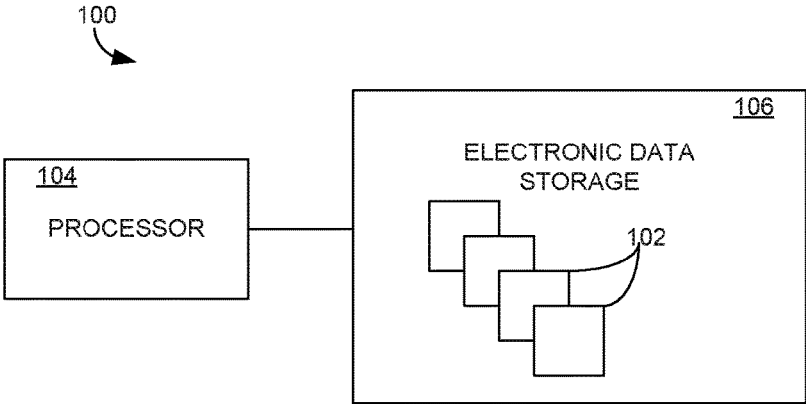 100
106
104
ELECTRONIC DATA
STORAGE
PROCESSOR
102